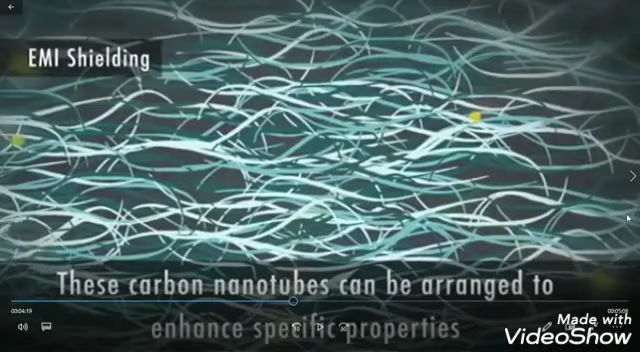 EMI Shielding
These carbon nanotubes can be arranged to
enhance specific properties
00:04:19
00:05:03
Made with
VideoShow